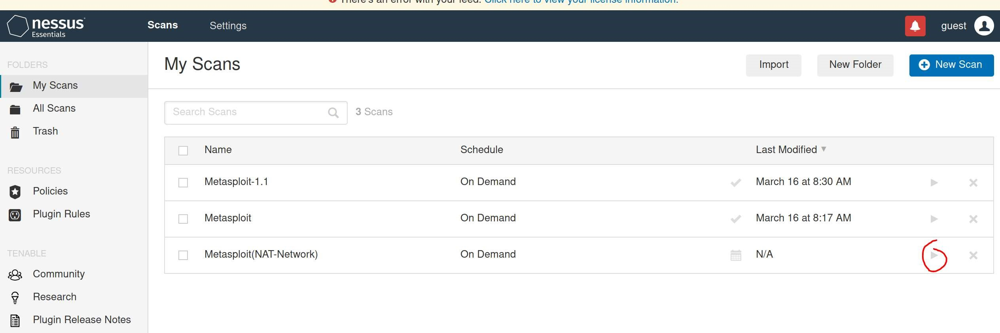 There's an error with your feed. Click here to view your license information.
nessus
Essentials
Scans
Settings
guest
FOLDERS
My Scans
All Scans
Trash
RESOURCES
Policies
Plugin Rules
TENABLE
Community
Research
Plugin Release Notes
My Scans
Import
New Folder
New Scan
Search Scans
3 Scans
Name Schedule Last Modified ▼
Metasploit-1.1 On Demand March 16 at 8:30 AM
Metasploit On Demand March 16 at 8:17 AM
Metasploit(NAT-Network) On Demand N/A